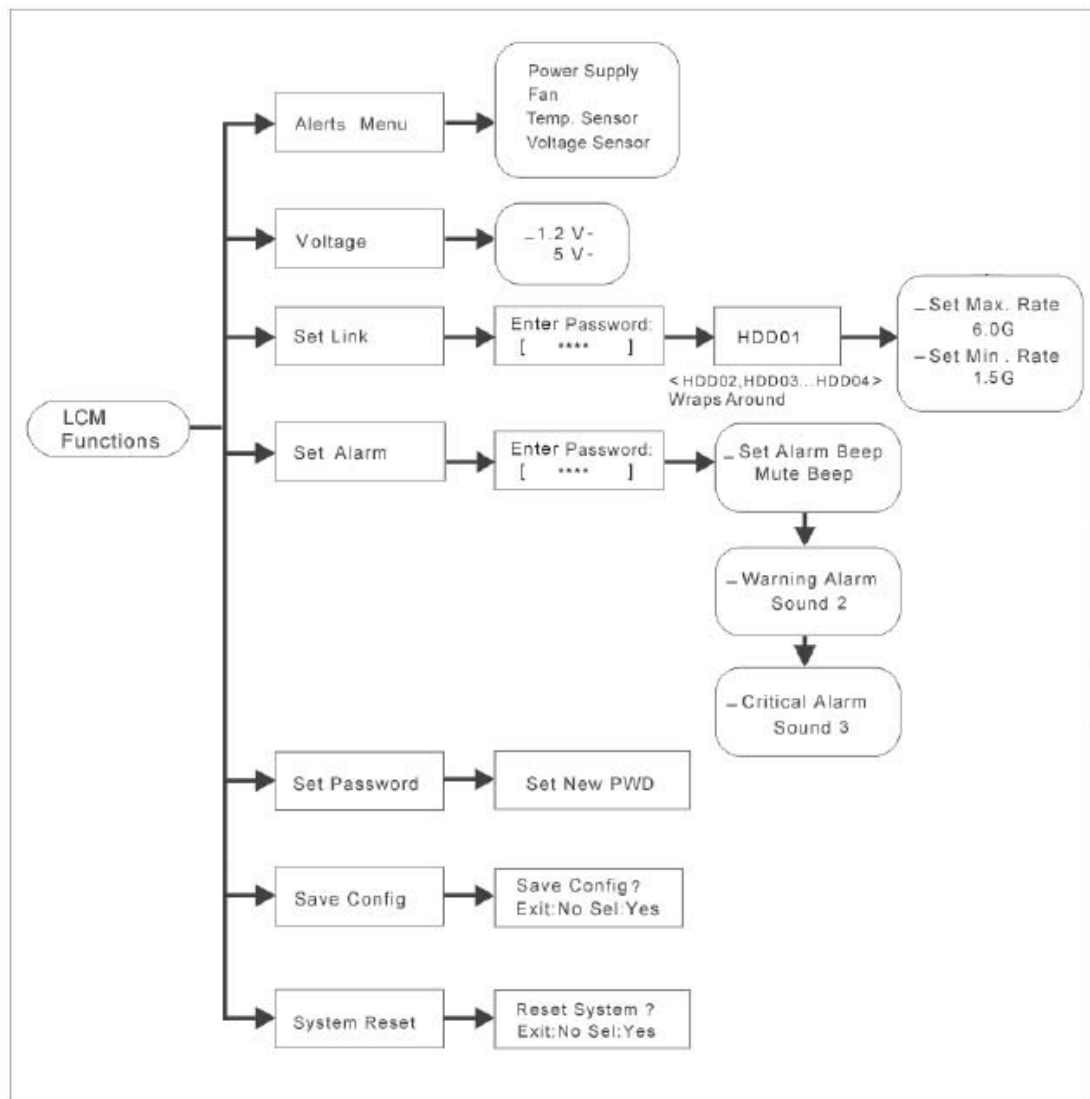 Power Supply
Fan
Temp. Sensor
Voltage Sensor
Alerts Menu
Voltage
_1.2 V-
5 V-
Set Link
Enter Password:
[ **** ]
HDD01
<HDD02,HDD03...HDD04>
Wraps Around
_Set Max. Rate
6.0G
-Set Min . Rate
1.5G
LCM
Functions
Set Alarm
Enter Password:
[ **** ]
_Set Alarm Beep
Mute Beep
-Warning Alarm
Sound 2
-Critical Alarm
Sound 3
Set Password
Set New PWD
Save Config
Save Config?
Exit:No Sel:Yes
System Reset
Reset System ?
Exit:No Sel:Yes